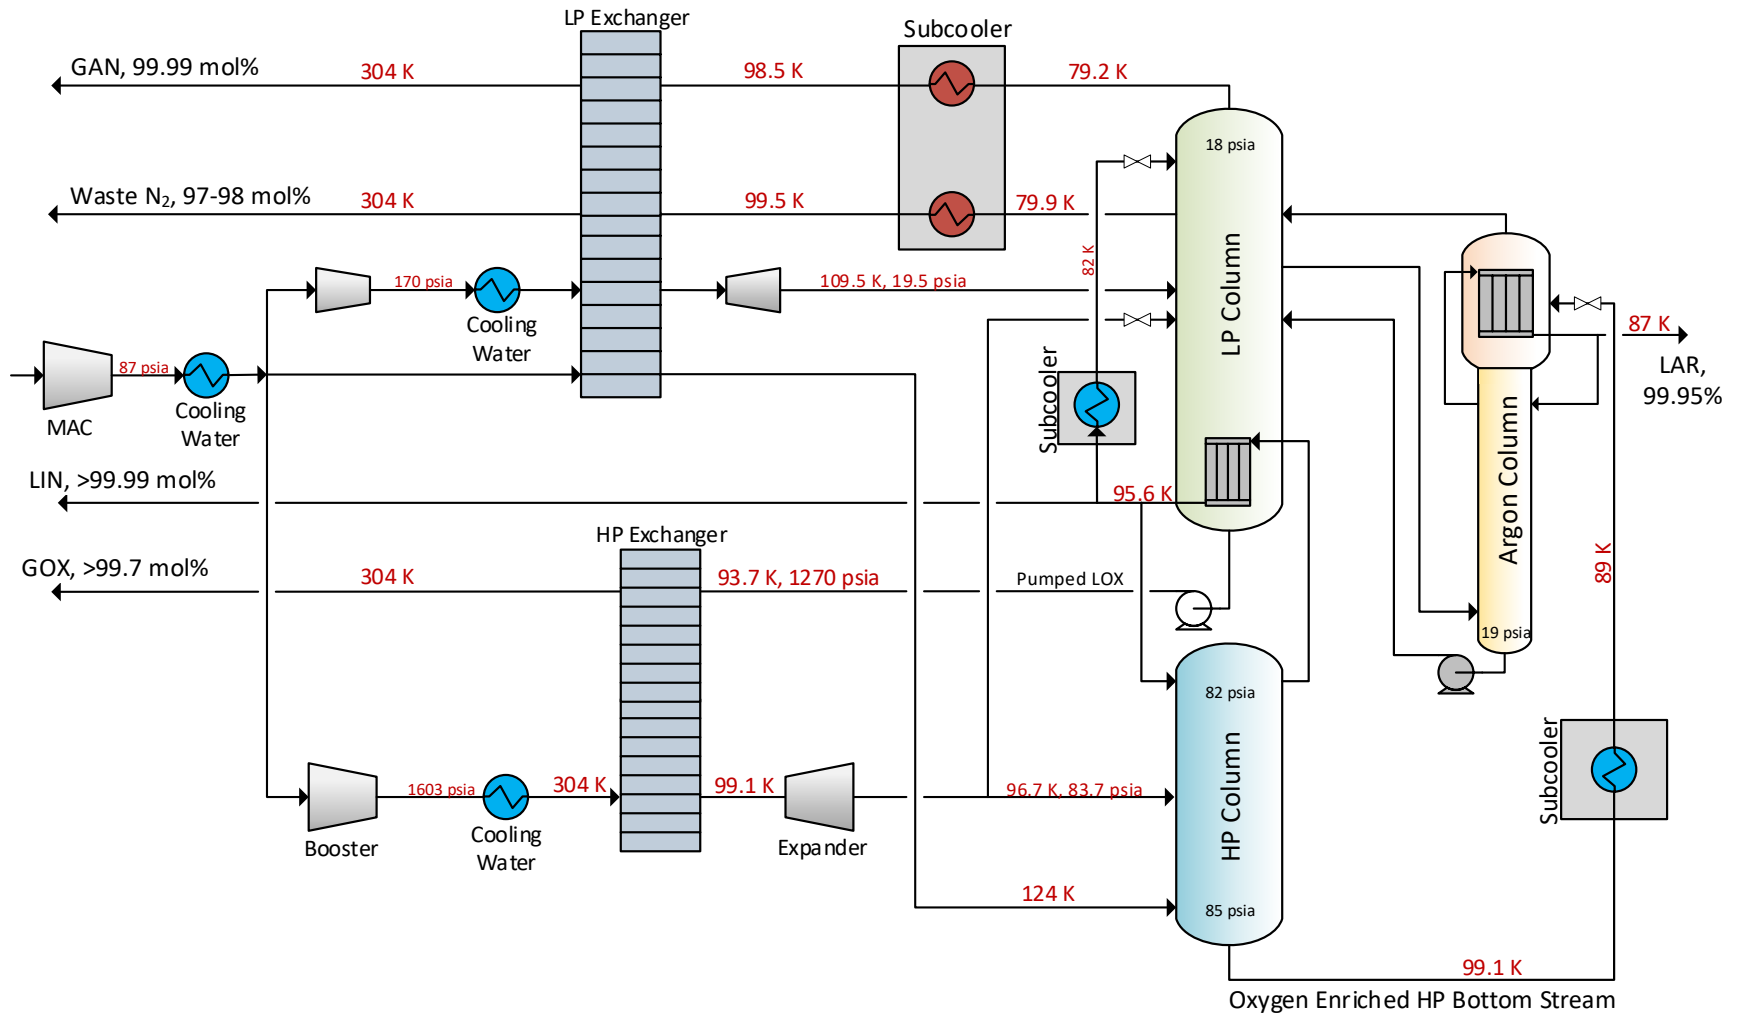 LP Exchanger
Subcooler
GAN, 99.99 mol%
304 K
98.5 K
79.2 K
18 psia
Waste N₂, 97-98 mol%
304 K
99.5 K
79.9 K
82 K
LP Column
170 psia
109.5 K, 19.5 psia
Cooling
Water
87 K
LAR,
99.95%
87 psia
MAC
Cooling
Water
Subcooler
Argon Column
LIN, >99.99 mol%
95.6 K
HP Exchanger
GOX, >99.7 mol%
304 K
93.7 K, 1270 psia
Pumped LOX
89 K
19 psia
82 psia
HP Column
Subcooler
1603 psia
304 K
99.1 K
96.7 K, 83.7 psia
Booster
Cooling
Water
Expander
124 K
85 psia
99.1 K
Oxygen Enriched HP Bottom Stream